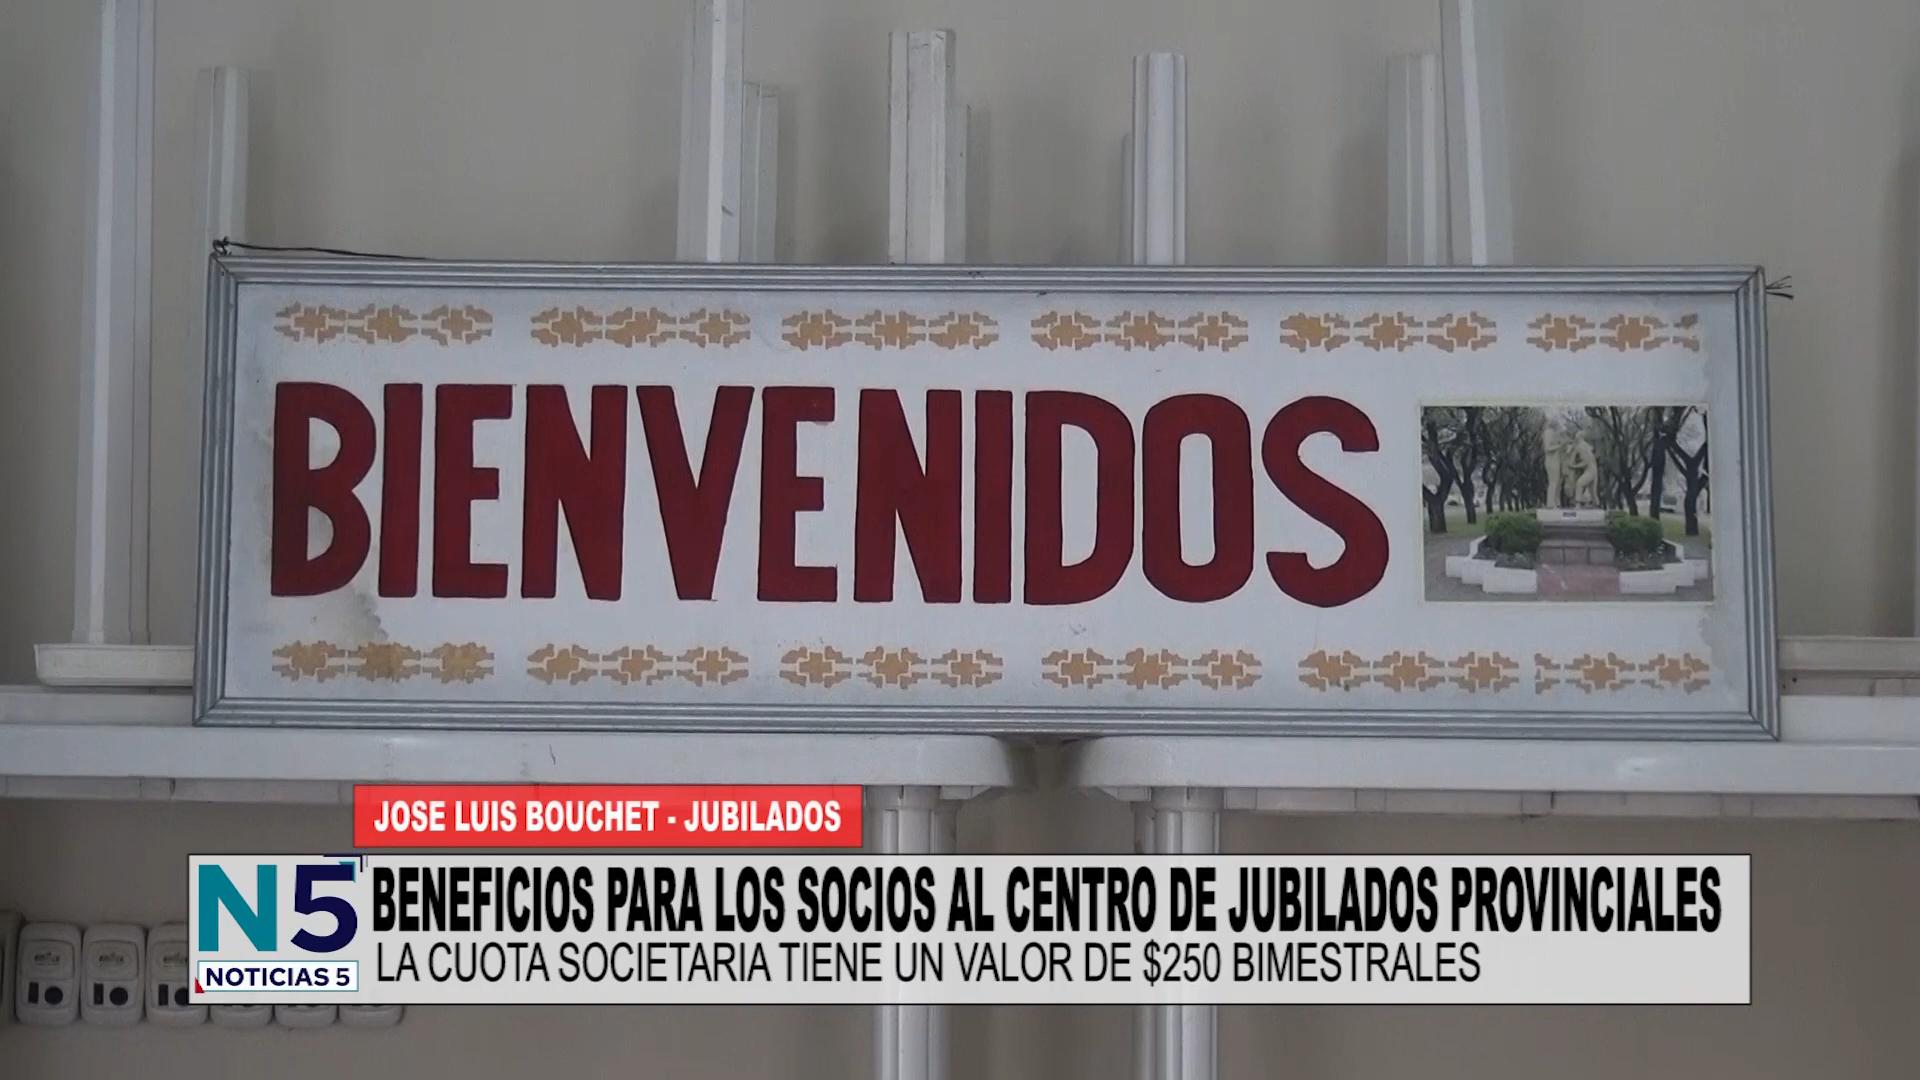 BIENVENIDOS
JOSE LUIS BOUCHET - JUBILADOS
N5
NOTICIAS 5
BENEFICIOS PARA LOS SOCIOS AL CENTRO DE JUBILADOS PROVINCIALES
LA CUOTA SOCIETARIA TIENE UN VALOR DE $250 BIMESTRALES